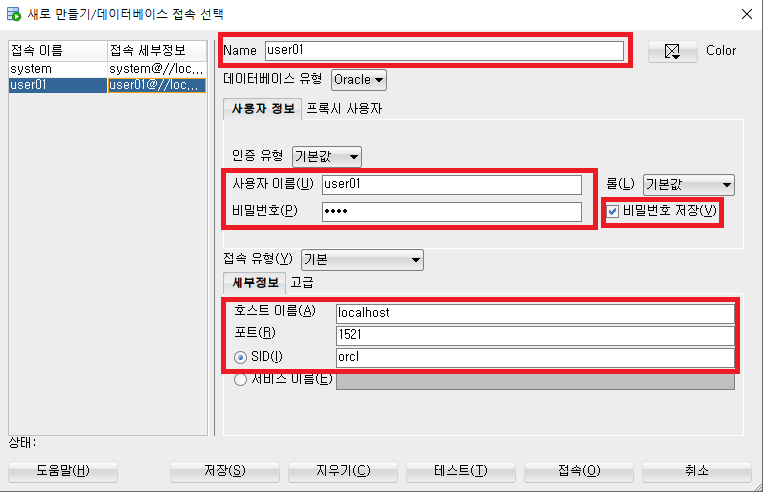 새로 만들기/데이터베이스 접속 선택
접속 이름 접속 세부정보
system system@//loc...
user01 user01@//loc...
Name user01
Color
데이터베이스 유형 Oracle
사용자 정보 프록시 사용자
인증 유형 기본값
사용자 이름(U) user01
롤(L) 기본값
비밀번호(P) ••••
비밀번호 저장(V)
접속 유형(Y) 기본
세부정보 고급
호스트 이름(A) localhost
포트(R) 1521
SID(I) orcl
서비스 이름(E)
상태:
도움말(H) 저장(S) 지우기(C) 테스트(T) 접속(O) 취소